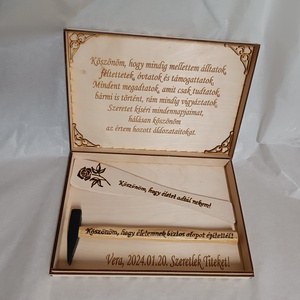 Köszönöm, hogy mindig mellettem álltatok,
féltettetek, óvtatok és támogattatok.
Mindent megadtatok, amit csak tudtatok
bármi is történt, rám mindig vigyáztatok.
Szeretet kíséri mindennapjaimat,
hálásan köszönöm
az értem hozott áldozataitokat.
Köszönöm, hogy életet adtál nekem!
Köszönöm, hogy életemnek biztos alapot építettél!
Vera, 2024.01.20. Szeretlek Titeket!